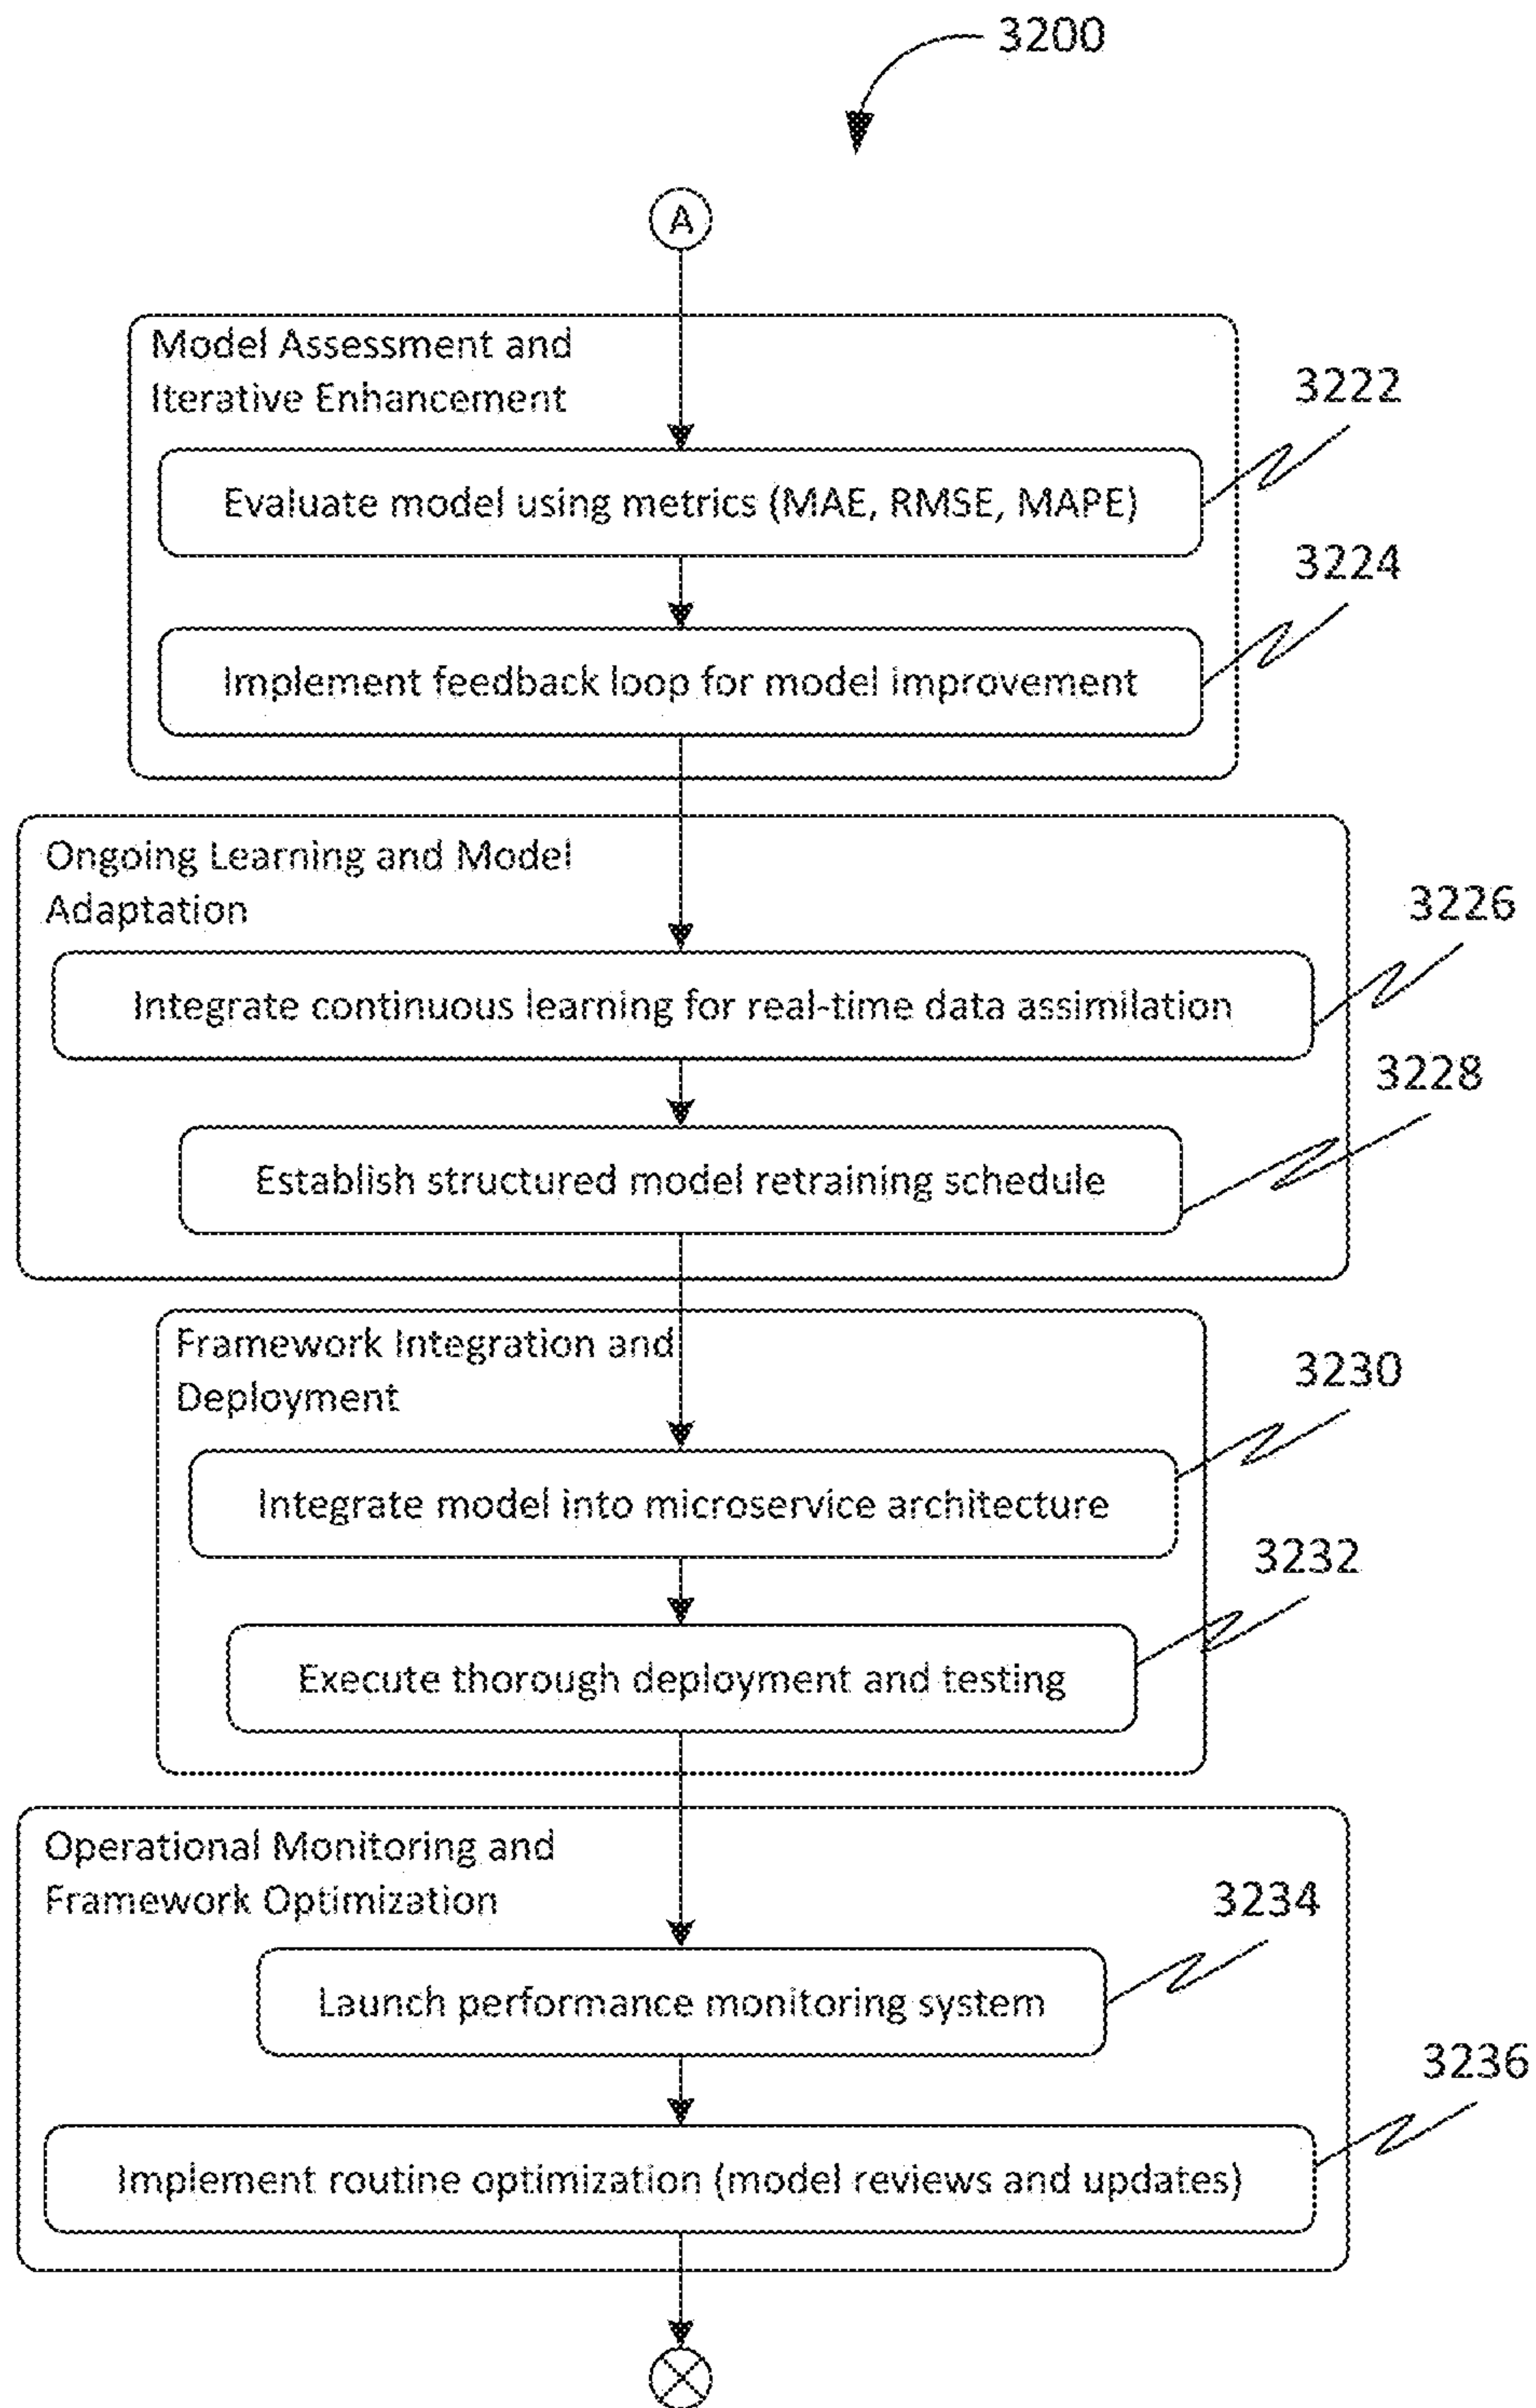 3200
A
Model Assessment and
Iterative Enhancement
3222
Evaluate model using metrics (MAE, RMSE, MAPE)
3224
Implement feedback loop for model improvement
Ongoing Learning and Model
Adaptation
3226
Integrate continuous learning for real-time data assimilation
3228
Establish structured model retraining schedule
Framework Integration and
Deployment
3230
Integrate model into microservice architecture
3232
Execute thorough deployment and testing
Operational Monitoring and
Framework Optimization
3234
Launch performance monitoring system
3236
Implement routine optimization (model reviews and updates)